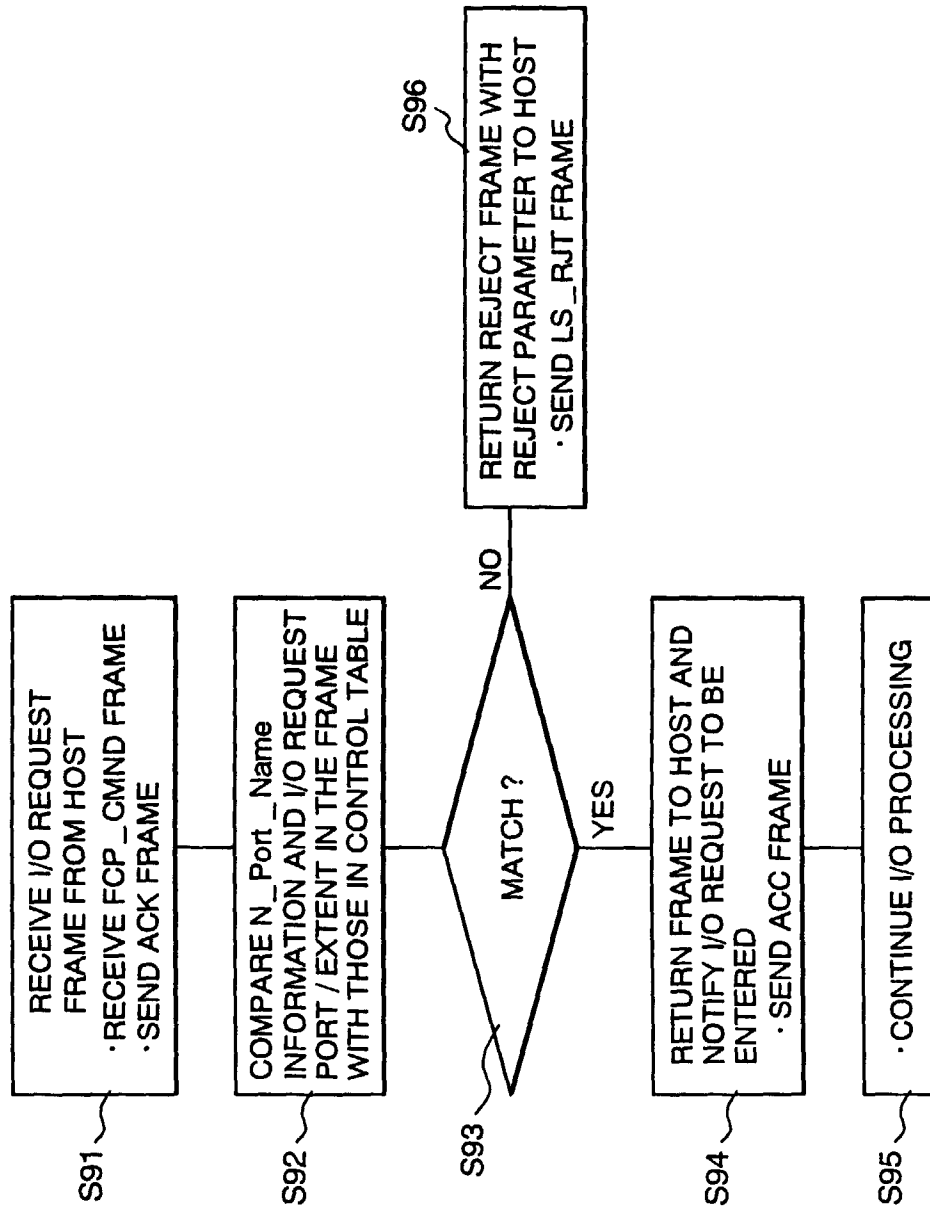 S91
RECEIVE I/O REQUEST
FRAME FROM HOST
·RECEIVE FCP_CMND FRAME
·SEND ACK FRAME
S92
COMPARE N_Port_Name
INFORMATION AND I/O REQUEST
PORT / EXTENT IN THE FRAME
WITH THOSE IN CONTROL TABLE
S93
MATCH ?
NO
YES
S96
RETURN REJECT FRAME WITH
REJECT PARAMETER TO HOST
·SEND LS_RJT FRAME
S94
RETURN FRAME TO HOST AND
NOTIFY I/O REQUEST TO BE
ENTERED
·SEND ACC FRAME
S95
·CONTINUE I/O PROCESSING